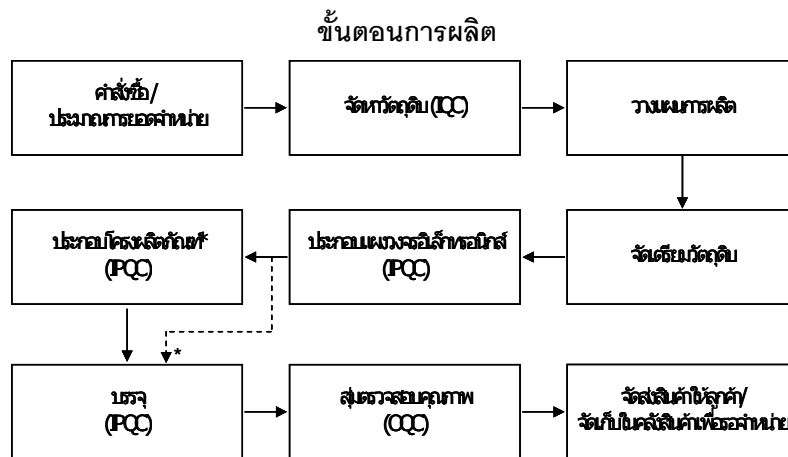 ขั้นตอนการผลิต
คำสั่งซื้อ/
ประมาณการยอดจำหน่าย
จัดหาวัตถุดิบ (IQC)
วางแผนการผลิต
ประกอบโครงผลิตภัณฑ์*
(IPQC)
ประกอบแผงวงจรอิเล็กทรอนิกส์
(IPQC)
จัดเตรียมวัตถุดิบ
*
บรรจุ
(IPQC)
สุ่มตรวจสอบคุณภาพ
(OQC)
จัดส่งสินค้าให้ลูกค้า/
จัดเก็บในคลังสินค้าเพื่อรอจำหน่าย